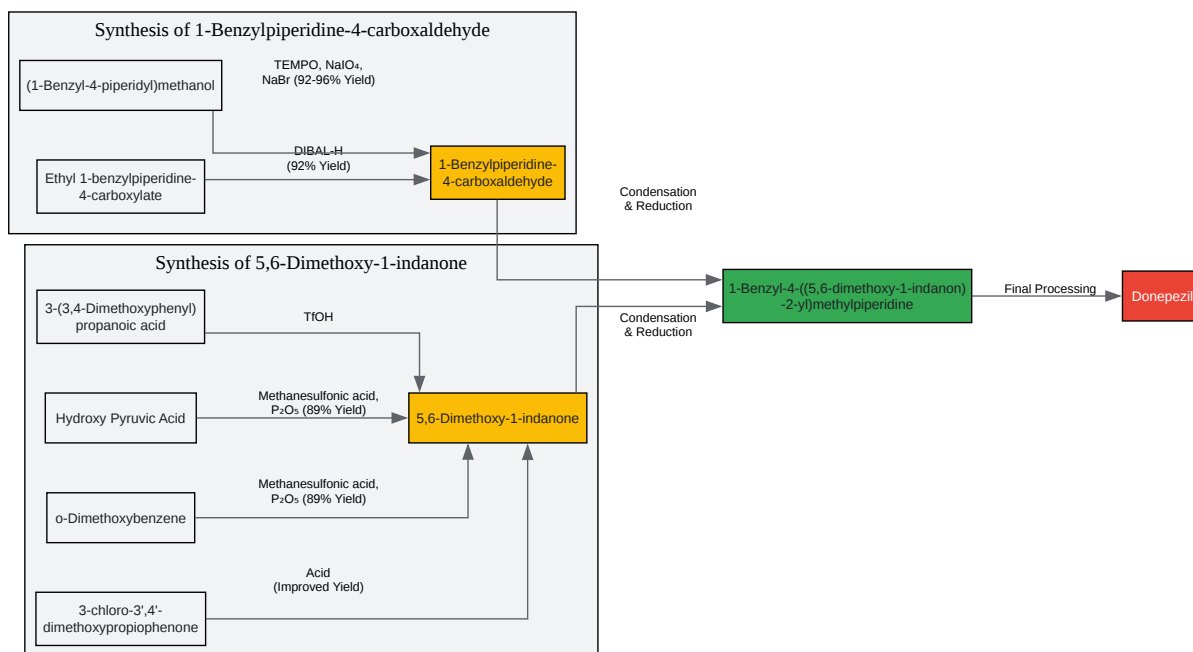 Synthesis of 1-Benzylpiperidine-4-carboxaldehyde
(1-Benzyl-4-piperidyl)methanol
TEMPO, NaIO₄,
NaBr (92-96% Yield)
DIBAL-H
(92% Yield)
Ethyl 1-benzylpiperidine-
4-carboxylate
1-Benzylpiperidine-
4-carboxaldehyde
Condensation
& Reduction
Synthesis of 5,6-Dimethoxy-1-indanone
3-(3,4-Dimethoxyphenyl)
propanoic acid
TfOH
Hydroxy Pyruvic Acid
Methanesulfonic acid,
P₂O₅ (89% Yield)
5,6-Dimethoxy-1-indanone
o-Dimethoxybenzene
Methanesulfonic acid,
P₂O₅ (89% Yield)
3-chloro-3',4'-
dimethoxypropiophenone
Acid
(Improved Yield)
Condensation
& Reduction
1-Benzyl-4-((5,6-dimethoxy-1-indanon)
-2-yl)methylpiperidine
Final Processing
Donepezil